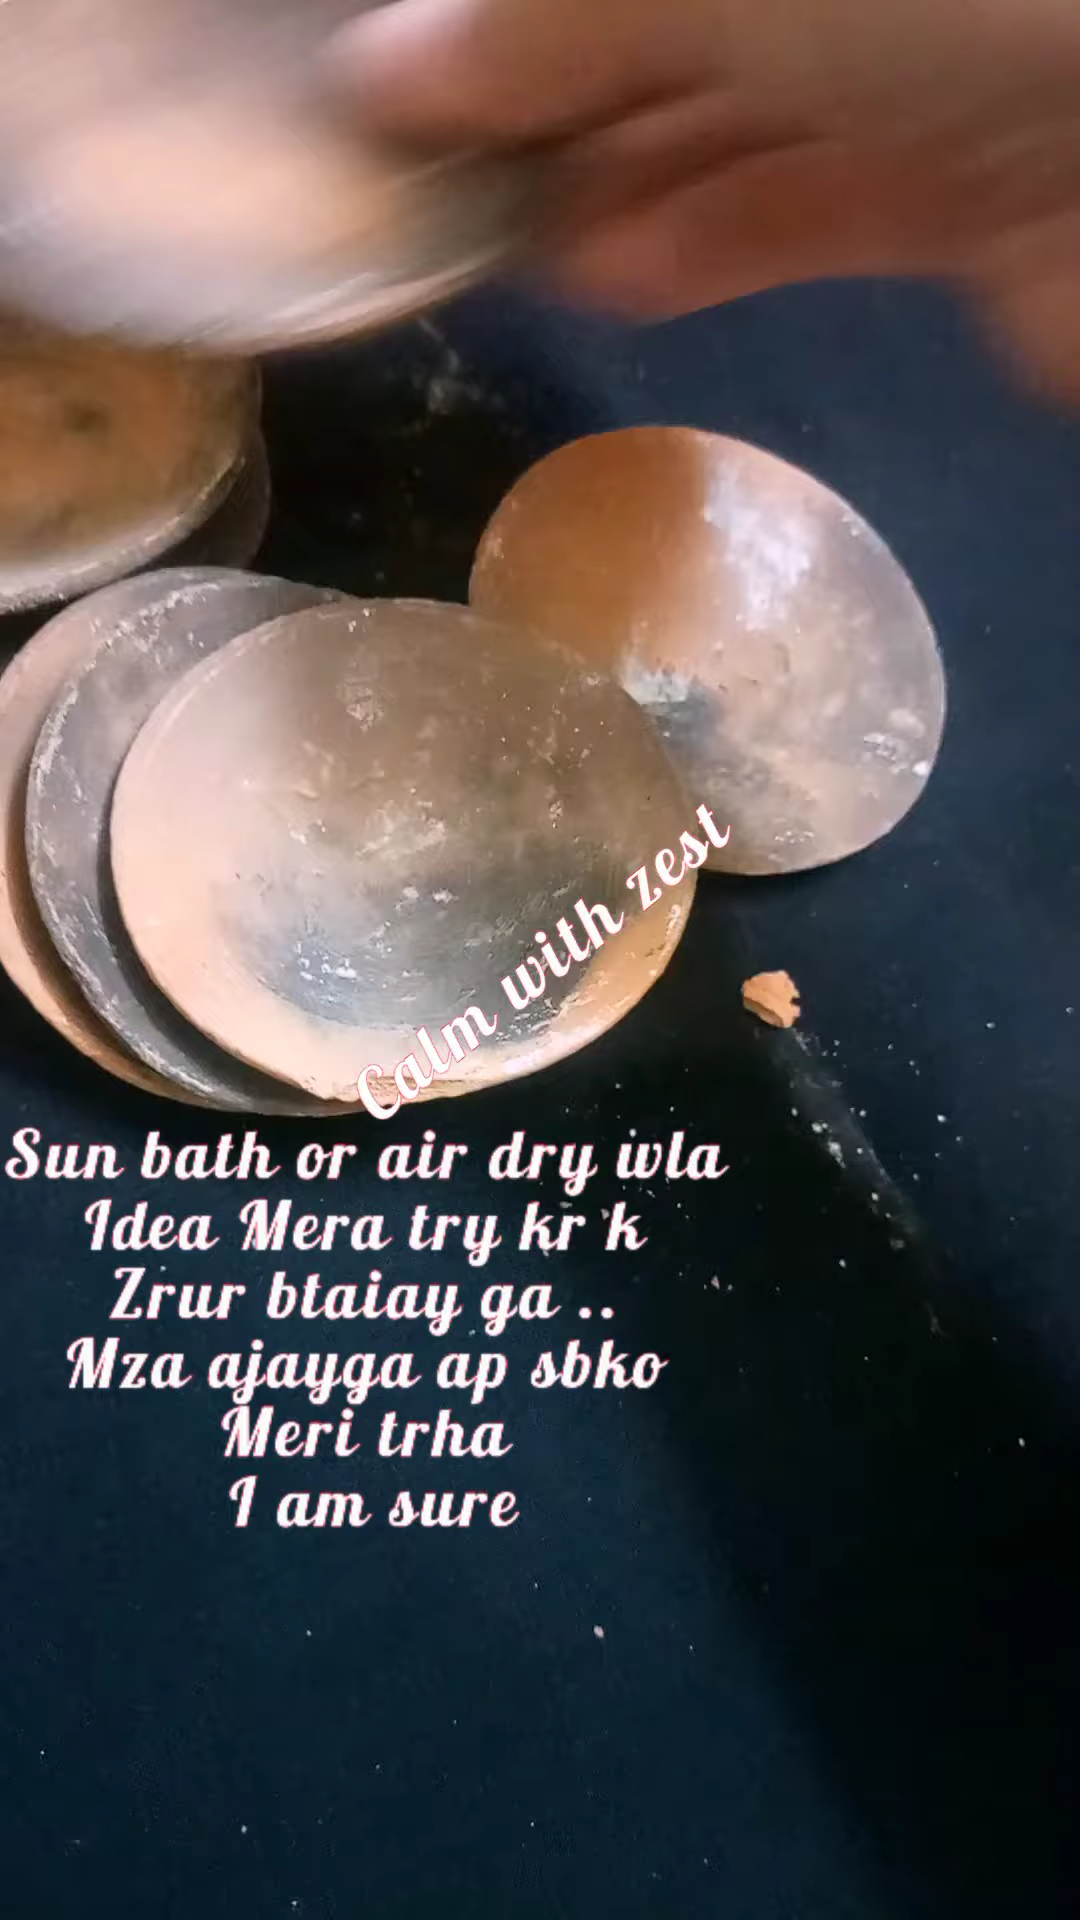 Calm with zest
Sun bath or air dry wla
Idea Mera try kr k
Zrur btaiay ga ..
Mza ajayga ap sbko
Meri trha
I am sure